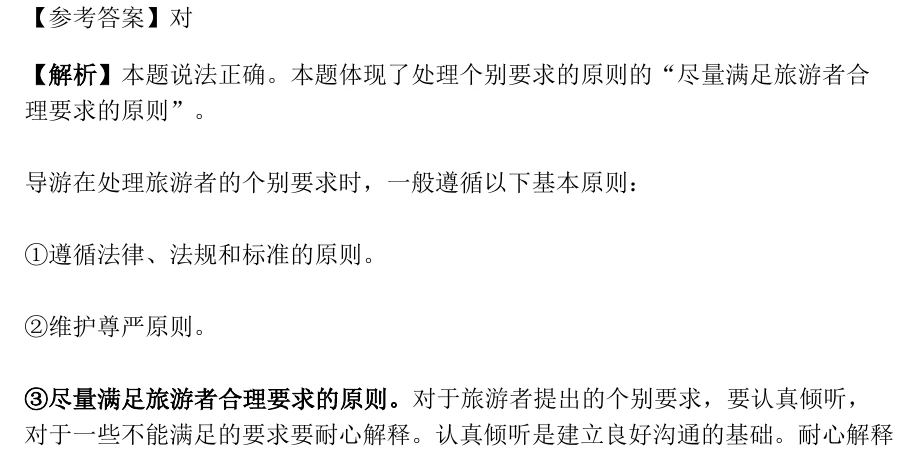 【参考答案】对
【解析】本题说法正确。本题体现了处理个别要求的原则的“尽量满足旅游者合
理要求的原则”。
导游在处理旅游者的个别要求时，一般遵循以下基本原则：
①遵循法律、法规和标准的原则。
②维护尊严原则。
③尽量满足旅游者合理要求的原则。对于旅游者提出的个别要求，要认真倾听，
对于一些不能满足的要求要耐心解释。认真倾听是建立良好沟通的基础。耐心解释